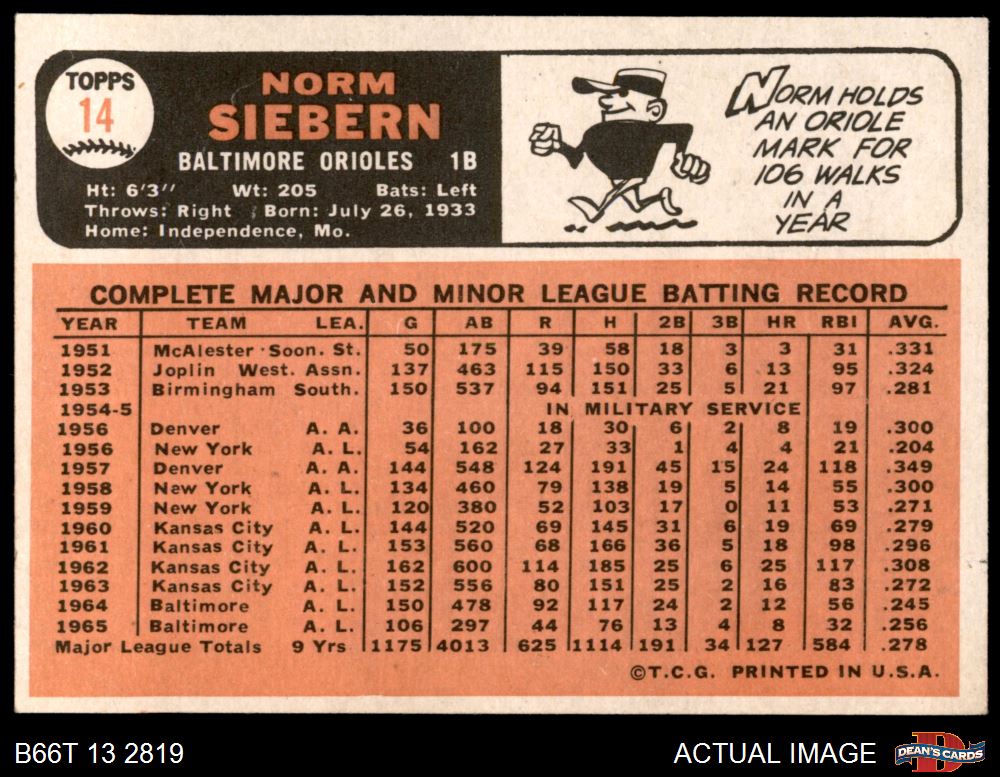 TOPPS
14
NORM
SIEBERN
BALTIMORE ORIOLES 1B
Ht: 6'3" Wt: 205 Bats: Left
Throws: Right Born: July 26, 1933
Home: Independence, Mo.
NORM HOLDS
AN ORIOLE
MARK FOR
106 WALKS
IN A
YEAR
COMPLETE MAJOR AND MINOR LEAGUE BATTING RECORD
YEAR TEAM LEA. G AB R H 2B 3B HR RBI AVG.
1951 McAlester Soon. St. 50 175 39 58 18 3 3 31 .331
1952 Joplin West. Assn. 137 463 115 150 33 6 13 95 .324
1953 Birmingham South. 150 537 94 151 25 5 21 97 .281
1954-5 IN MILITARY SERVICE
1956 Denver A. A. 36 100 18 30 6 2 8 19 .300
1956 New York A. L. 54 162 27 33 1 4 4 21 .204
1957 Denver A. A. 144 548 124 191 45 15 24 118 .349
1958 New York A. L. 134 460 79 138 19 5 14 55 .300
1959 New York A. L. 120 380 52 103 17 0 11 53 .271
1960 Kansas City A. L. 144 520 69 145 31 6 19 69 .279
1961 Kansas City A. L. 153 560 68 166 36 5 18 98 .296
1962 Kansas City A. L. 162 600 114 185 25 6 25 117 .308
1963 Kansas City A. L. 152 556 80 151 25 2 16 83 .272
1964 Baltimore A. L. 150 478 92 117 24 2 12 56 .245
1965 Baltimore A. L. 106 297 44 76 13 4 8 32 .256
Major League Totals 9 Yrs 1175 4013 625 1114 191 34 127 584 .278
©T.C.G. PRINTED IN U.S.A.
B66T 13 2819
ACTUAL IMAGE
D
DEAN'S CARDS